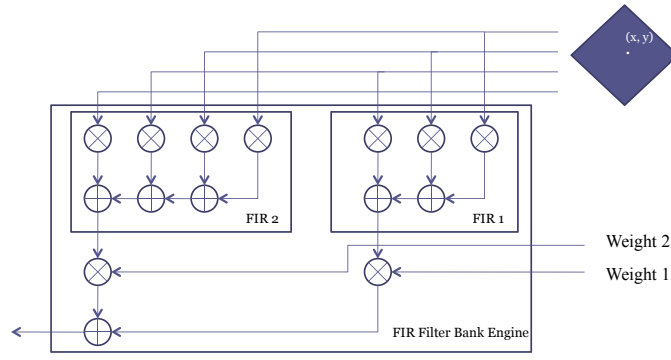 (x, y)
FIR 2
FIR 1
Weight 2
Weight 1
FIR Filter Bank Engine